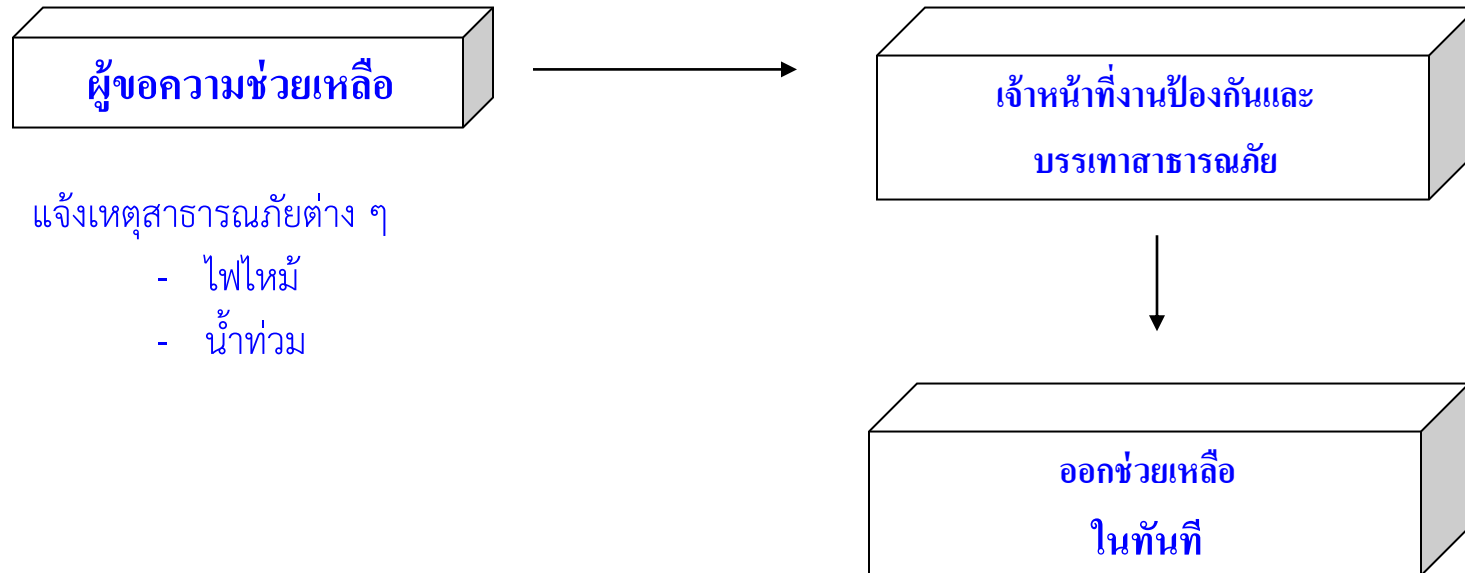 ผู้ขอความช่วยเหลือ
เจ้าหน้าที่งานป้องกันและ
บรรเทาสาธารณภัย
แจ้งเหตุสาธารณภัยต่าง ๆ
- ไฟไหม้
- น้ำท่วม
ออกช่วยเหลือ
ในทันที